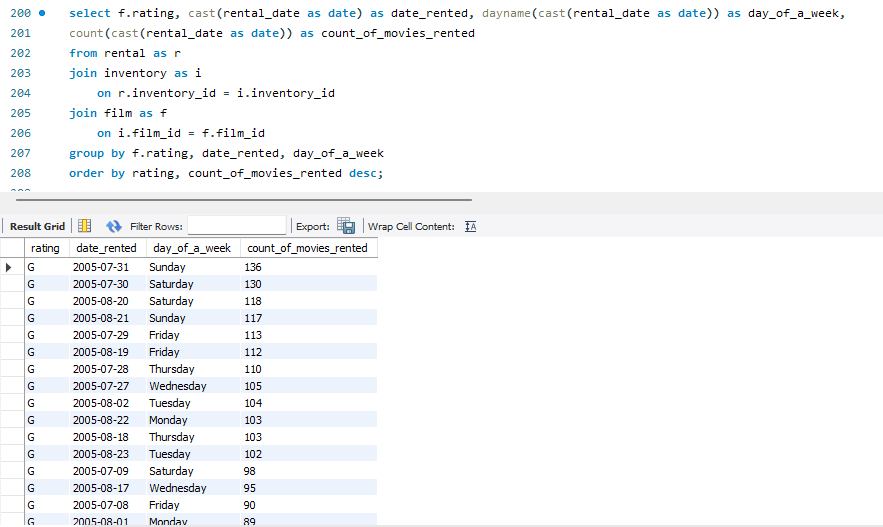 200 select f.rating, cast(rental_date as date) as date_rented, dayname(cast(rental_date as date)) as day_of_a_week,
201 count(cast(rental_date as date)) as count_of_movies_rented
202 from rental as r
203 join inventory as i
204 on r.inventory_id = i.inventory_id
205 join film as f
206 on i.film_id = f.film_id
207 group by f.rating, date_rented, day_of_a_week
208 order by rating, count_of_movies_rented desc;
Result Grid Filter Rows: Export: Wrap Cell Content:
rating date_rented day_of_a_week count_of_movies_rented
G 2005-07-31 Sunday 136
G 2005-07-30 Saturday 130
G 2005-08-20 Saturday 118
G 2005-08-21 Sunday 117
G 2005-07-29 Friday 113
G 2005-08-19 Friday 112
G 2005-07-28 Thursday 110
G 2005-07-27 Wednesday 105
G 2005-08-02 Tuesday 104
G 2005-08-22 Monday 103
G 2005-08-18 Thursday 103
G 2005-08-23 Tuesday 102
G 2005-07-09 Saturday 98
G 2005-08-17 Wednesday 95
G 2005-07-08 Friday 90
G 2005-08-01 Monday 89